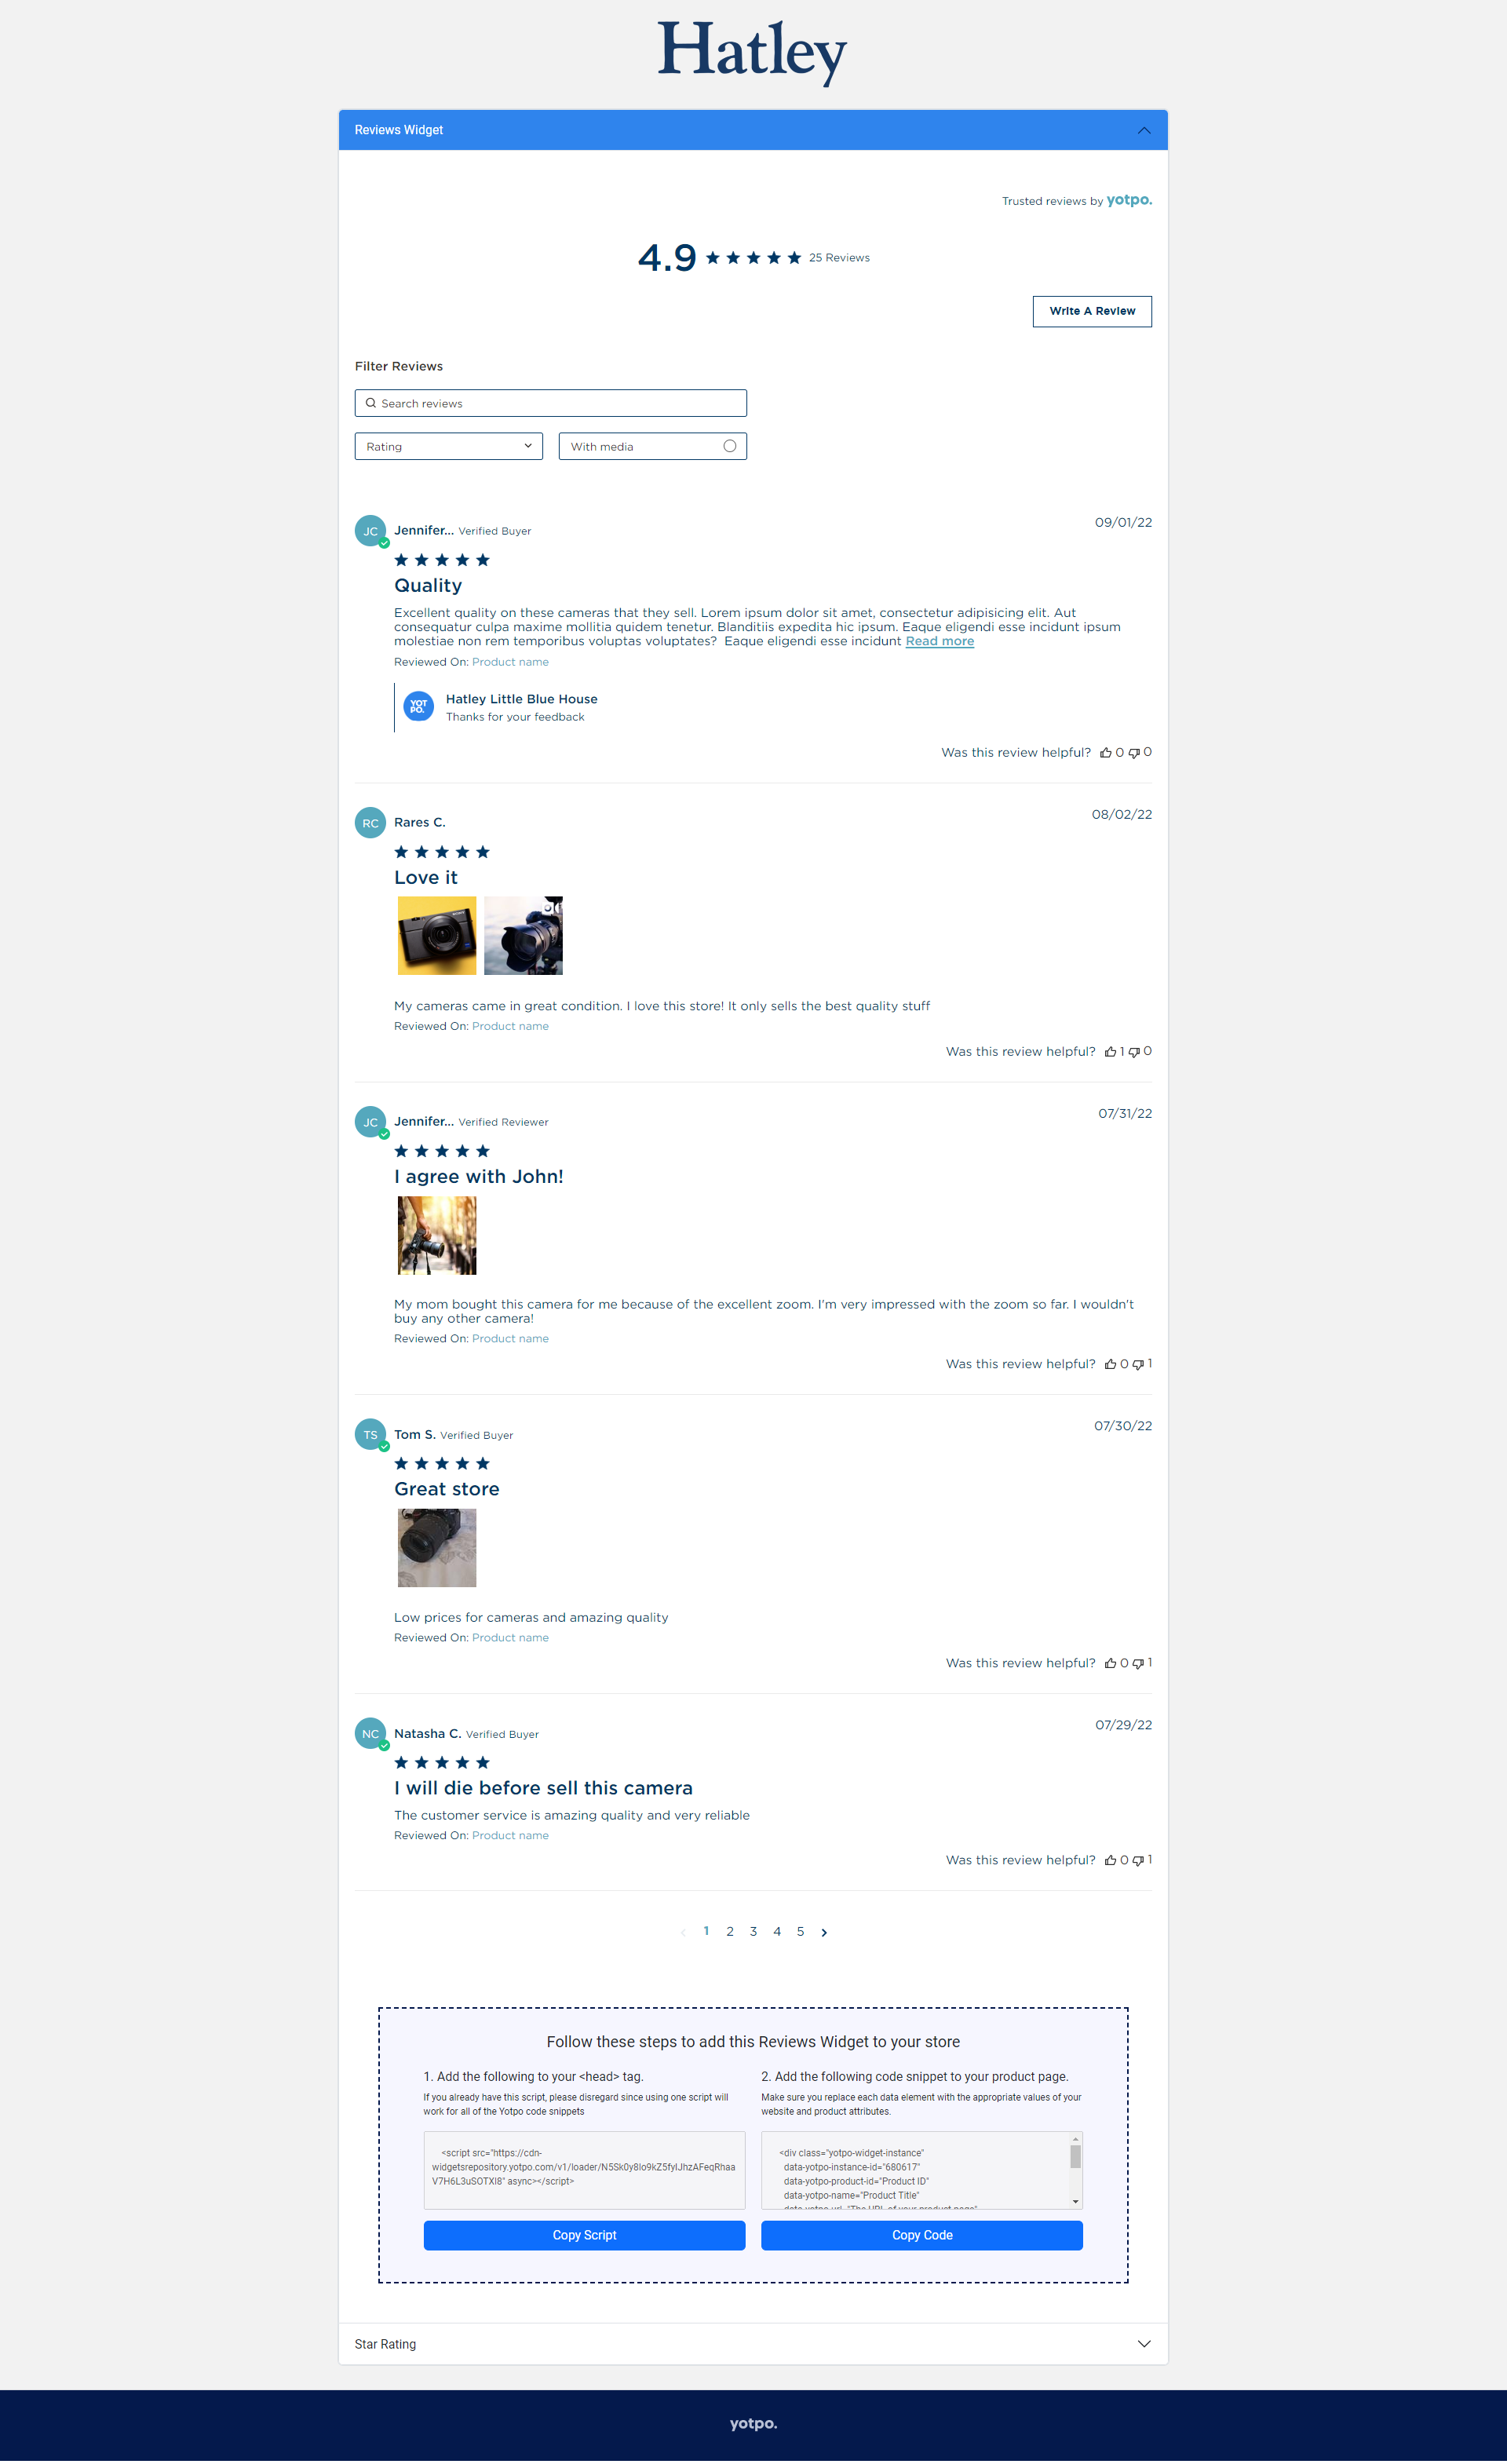 Hatley
Reviews Widget
Trusted reviews by yotpo.
4.9 25 Reviews
Write A Review
Filter Reviews
Search reviews
Rating
With media
JC Jennifer... Verified Buyer 09/01/22
Quality
Excellent quality on these cameras that they sell. Lorem ipsum dolor sit amet, consectetur adipisicing elit. Aut
consequatur culpa maxime mollitia quidem tenetur. Blanditiis expedita hic ipsum. Eaque eligendi esse incidunt ipsum
molestiae non rem temporibus voluptas voluptates? Eaque eligendi esse incidunt Read more
Reviewed On: Product name
YOT
PO.
Hatley Little Blue House
Thanks for your feedback
Was this review helpful? 0 0
RC Rares C. 08/02/22
Love it
My cameras came in great condition. I love this store! It only sells the best quality stuff
Reviewed On: Product name
Was this review helpful? 1 0
JC Jennifer... Verified Reviewer 07/31/22
I agree with John!
My mom bought this camera for me because of the excellent zoom. I'm very impressed with the zoom so far. I wouldn't
buy any other camera!
Reviewed On: Product name
Was this review helpful? 0 1
TS Tom S. Verified Buyer 07/30/22
Great store
Low prices for cameras and amazing quality
Reviewed On: Product name
Was this review helpful? 0 1
NC Natasha C. Verified Buyer 07/29/22
I will die before sell this camera
The customer service is amazing quality and very reliable
Reviewed On: Product name
Was this review helpful? 0 1
1 2 3 4 5
Follow these steps to add this Reviews Widget to your store
1. Add the following to your <head> tag.
If you already have this script, please disregard since using one script will
work for all of the Yotpo code snippets
<script src="https://cdn-
widgetsrepository.yotpo.com/v1/loader/N5Sk0y8Io9kZ5fylJhzAFeqRhaa
V7H6L3uSOTXI8" async></script>
Copy Script
2. Add the following code snippet to your product page.
Make sure you replace each data element with the appropriate values of your
website and product attributes.
<div class="yotpo-widget-instance"
data-yotpo-instance-id="680617"
data-yotpo-product-id="Product ID"
data-yotpo-name="Product Title"
data-yotpo-url="The URL of your product page"
Copy Code
Star Rating
yotpo.